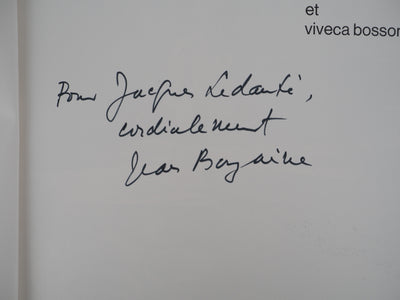 et
viveca bosson
Pour Jacques Ledanté,
cordialement
Jean Bazaine